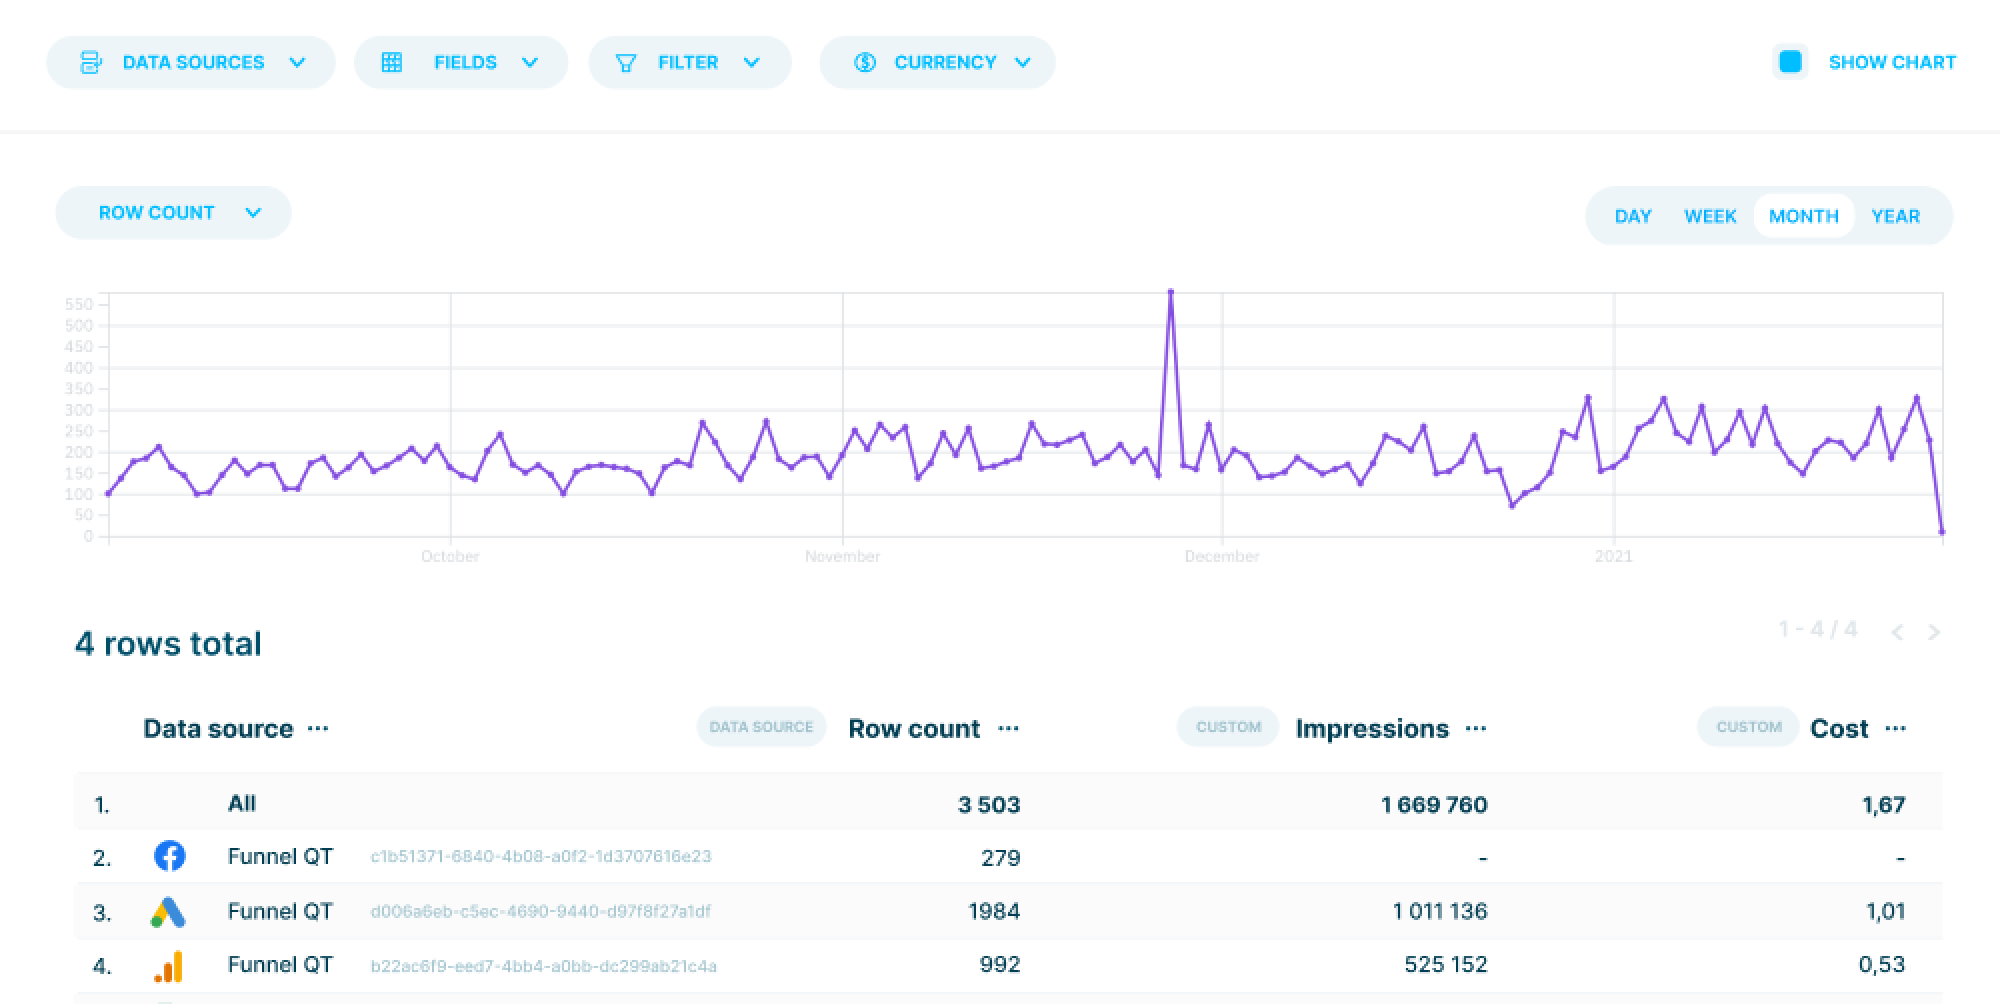 DATA SOURCES FIELDS FILTER CURRENCY SHOW CHART
ROW COUNT DAY WEEK MONTH YEAR
550
500
450
400
350
300
250
200
150
100
50
0
October November December 2021
4 rows total 1 - 4 / 4
Data source ... DATA SOURCE Row count ... CUSTOM Impressions ... CUSTOM Cost ...
1. All 3 503 1 669 760 1,67
2. Funnel QT c1b51371-6840-4b08-a0f2-1d3707616e23 279 - -
3. Funnel QT d006a6eb-c5ec-4690-9440-d97f8f27a1df 1984 1 011 136 1,01
4. Funnel QT b22ac6f9-eed7-4bb4-a0bb-dc299ab21c4a 992 525 152 0,53